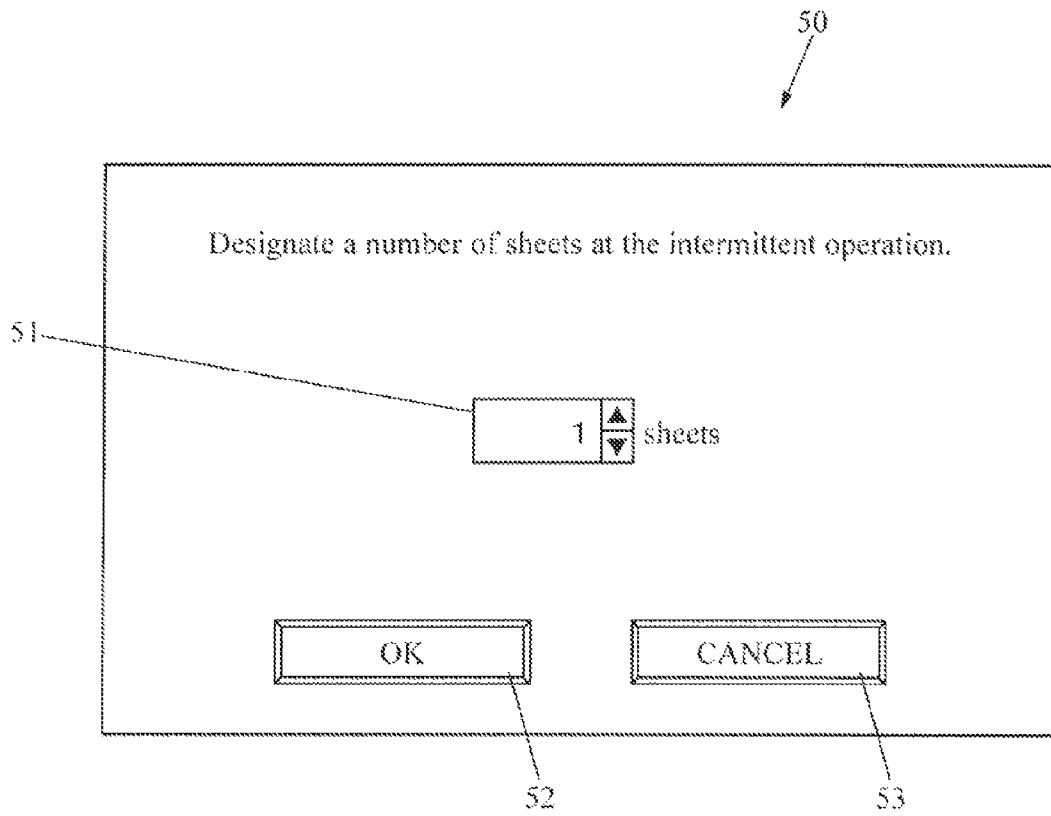 50
Designate a number of sheets at the intermittent operation.
51
1 sheets
OK CANCEL
52 53